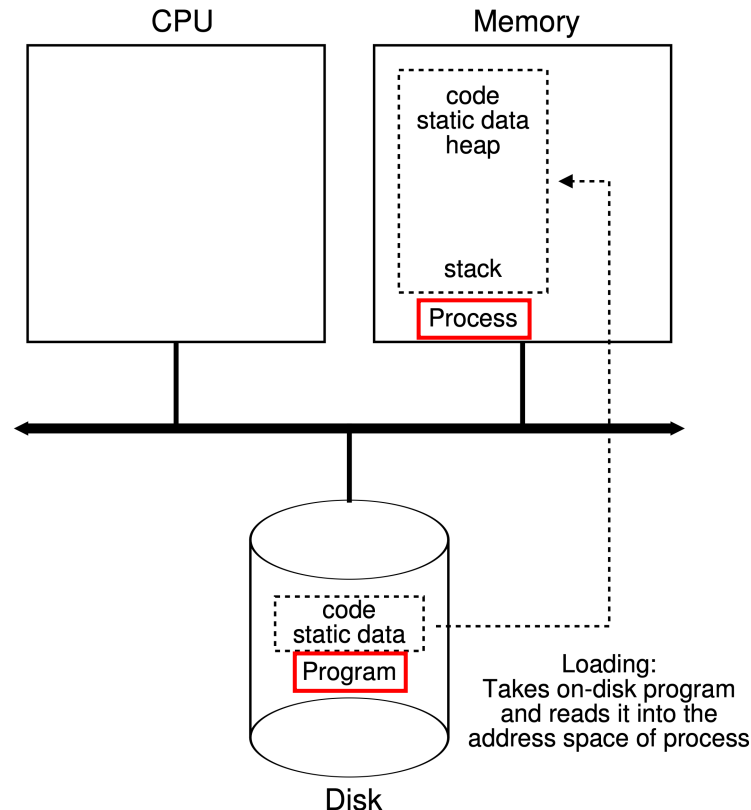 CPU
Memory
code
static data
heap
stack
Process
code
static data
Program
Loading:
Takes on-disk program
and reads it into the
address space of process
Disk